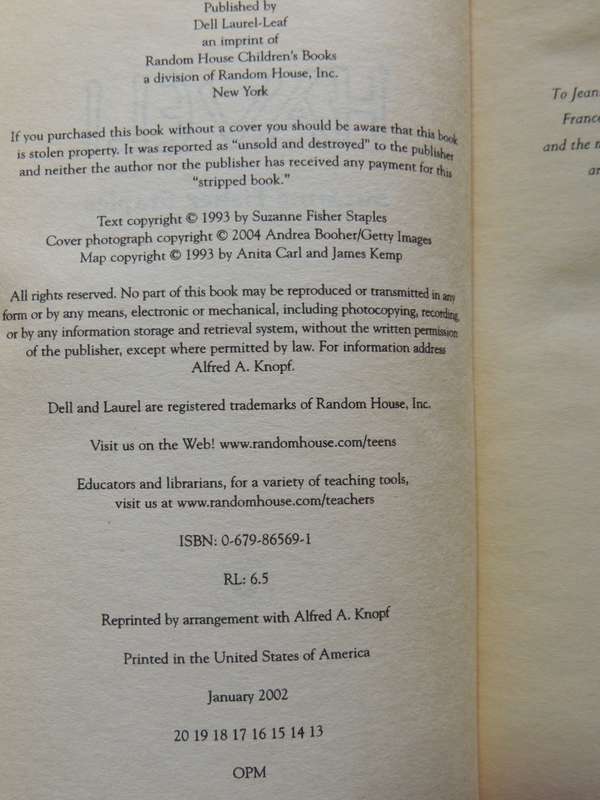 Published by
Dell Laurel-Leaf
an imprint of
Random House Children's Books
a division of Random House, Inc.
New York
If you purchased this book without a cover you should be aware that this book
is stolen property. It was reported as “unsold and destroyed” to the publisher
and neither the author nor the publisher has received any payment for this
“stripped book.”
Text copyright © 1993 by Suzanne Fisher Staples
Cover photograph copyright © 2004 Andrea Booher/Getty Images
Map copyright © 1993 by Anita Carl and James Kemp
All rights reserved. No part of this book may be reproduced or transmitted in any
form or by any means, electronic or mechanical, including photocopying, recording,
or by any information storage and retrieval system, without the written permission
of the publisher, except where permitted by law. For information address
Alfred A. Knopf.
Dell and Laurel are registered trademarks of Random House, Inc.
Visit us on the Web! www.randomhouse.com/teens
Educators and librarians, for a variety of teaching tools,
visit us at www.randomhouse.com/teachers
ISBN: 0-679-86569-1
RL: 6.5
Reprinted by arrangement with Alfred A. Knopf
Printed in the United States of America
January 2002
20 19 18 17 16 15 14 13
OPM
To Jean
France
and the